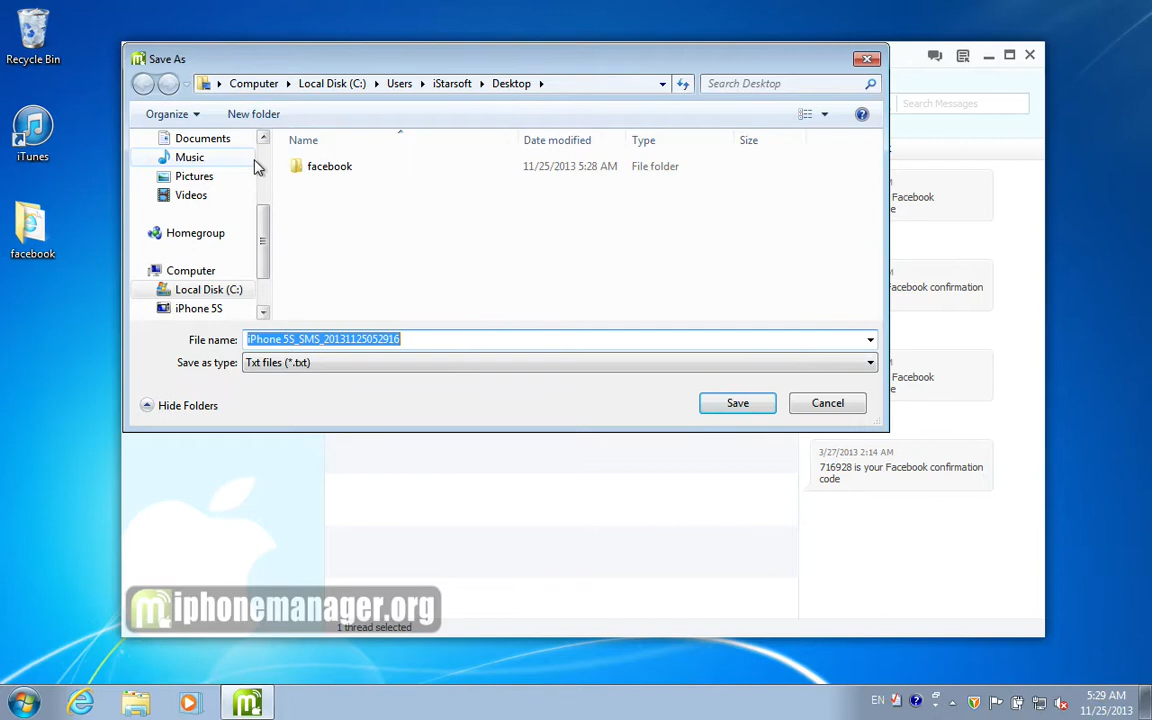 Recycle Bin
iTunes
facebook
Save As
Computer Local Disk (C:) Users iStarsoft Desktop
Search Desktop
Organize New folder
Search Messages
Documents
Music
Pictures
Videos
Homegroup
Computer
Local Disk (C:)
iPhone 5S
Name Date modified Type Size
facebook 11/25/2013 5:28 AM File folder
File name: iPhone 5S_SMS_20131125052916
Save as type: Txt files (*.txt)
Hide Folders
Save Cancel
Facebook
e
acebook confirmation
Facebook
e
3/27/2013 2:14 AM
716928 is your Facebook confirmation
code
iphonemanager.org
1 thread selected
EN
5:29 AM
11/25/2013